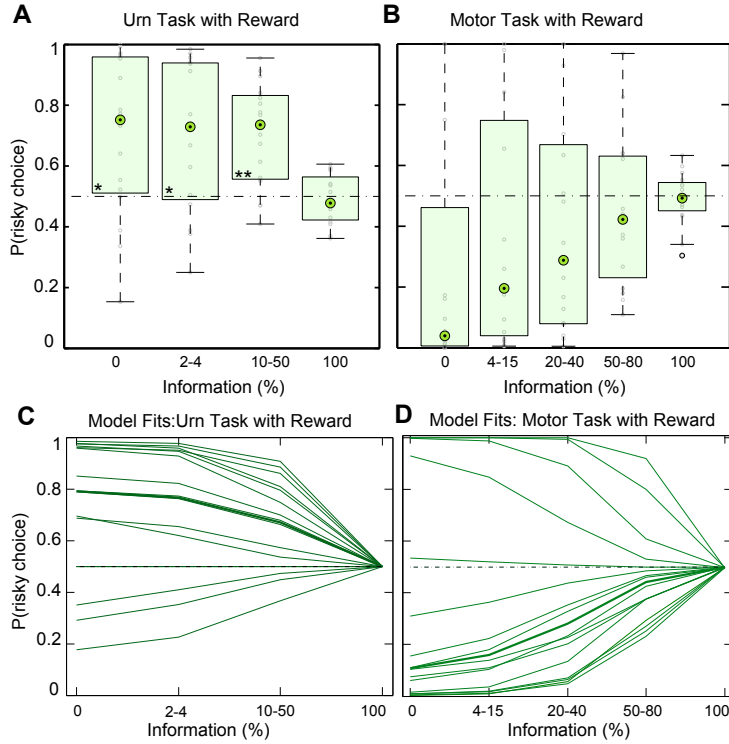 A
Urn Task with Reward
B
Motor Task with Reward
P(risky choice)
1
0.8
0.6
0.4
0.2
0
*
*
**
0 2-4 10-50 100
Information (%)
0 4-15 20-40 50-80 100
Information (%)
C
Model Fits:Urn Task with Reward
D
Model Fits: Motor Task with Reward
P(risky choice)
1
0.8
0.6
0.4
0.2
0
0 2-4 10-50 100
Information (%)
0 4-15 20-40 50-80 100
Information (%)